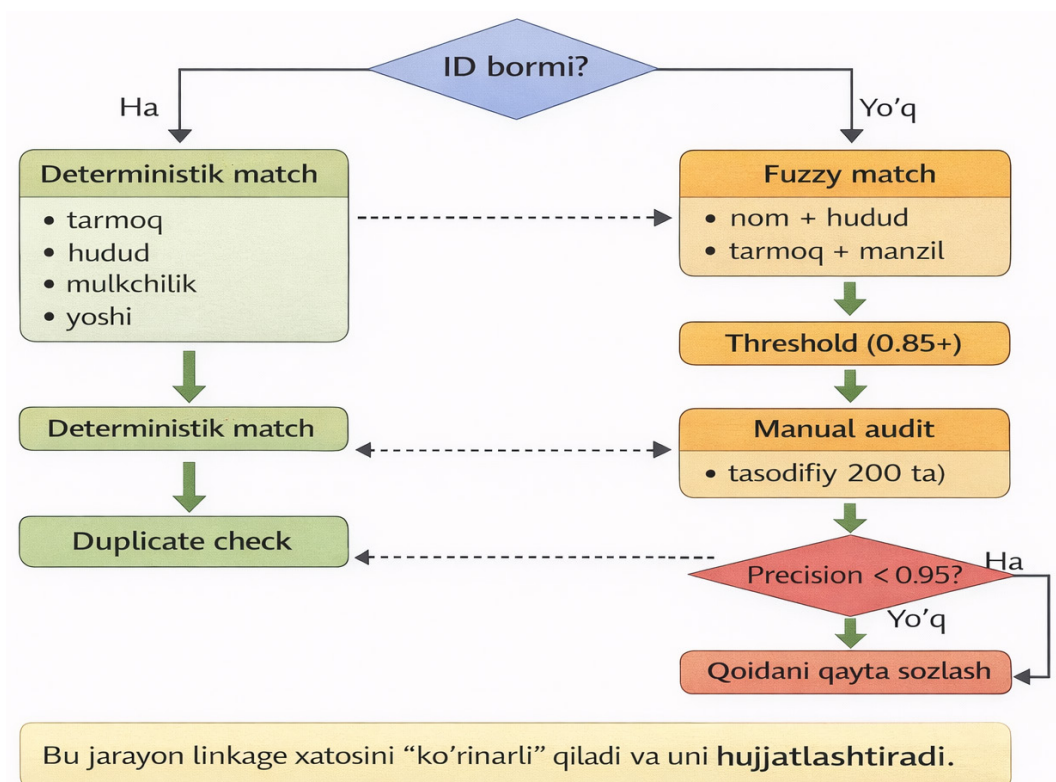 ID bormi?
Ha
Yo'q
Deterministik match
• tarmoq
• hudud
• mulkchilik
• yoshi
Deterministik match
Duplicate check
Fuzzy match
• nom + hudud
• tarmoq + manzil
Threshold (0.85+)
Manual audit
• tasodifiy 200 ta)
Precision < 0.95?
Ha
Yo'q
Qoidani qayta sozlash
Bu jarayon linkage xatosini “ko'rinarli” qiladi va uni hujjatlashtiradi.